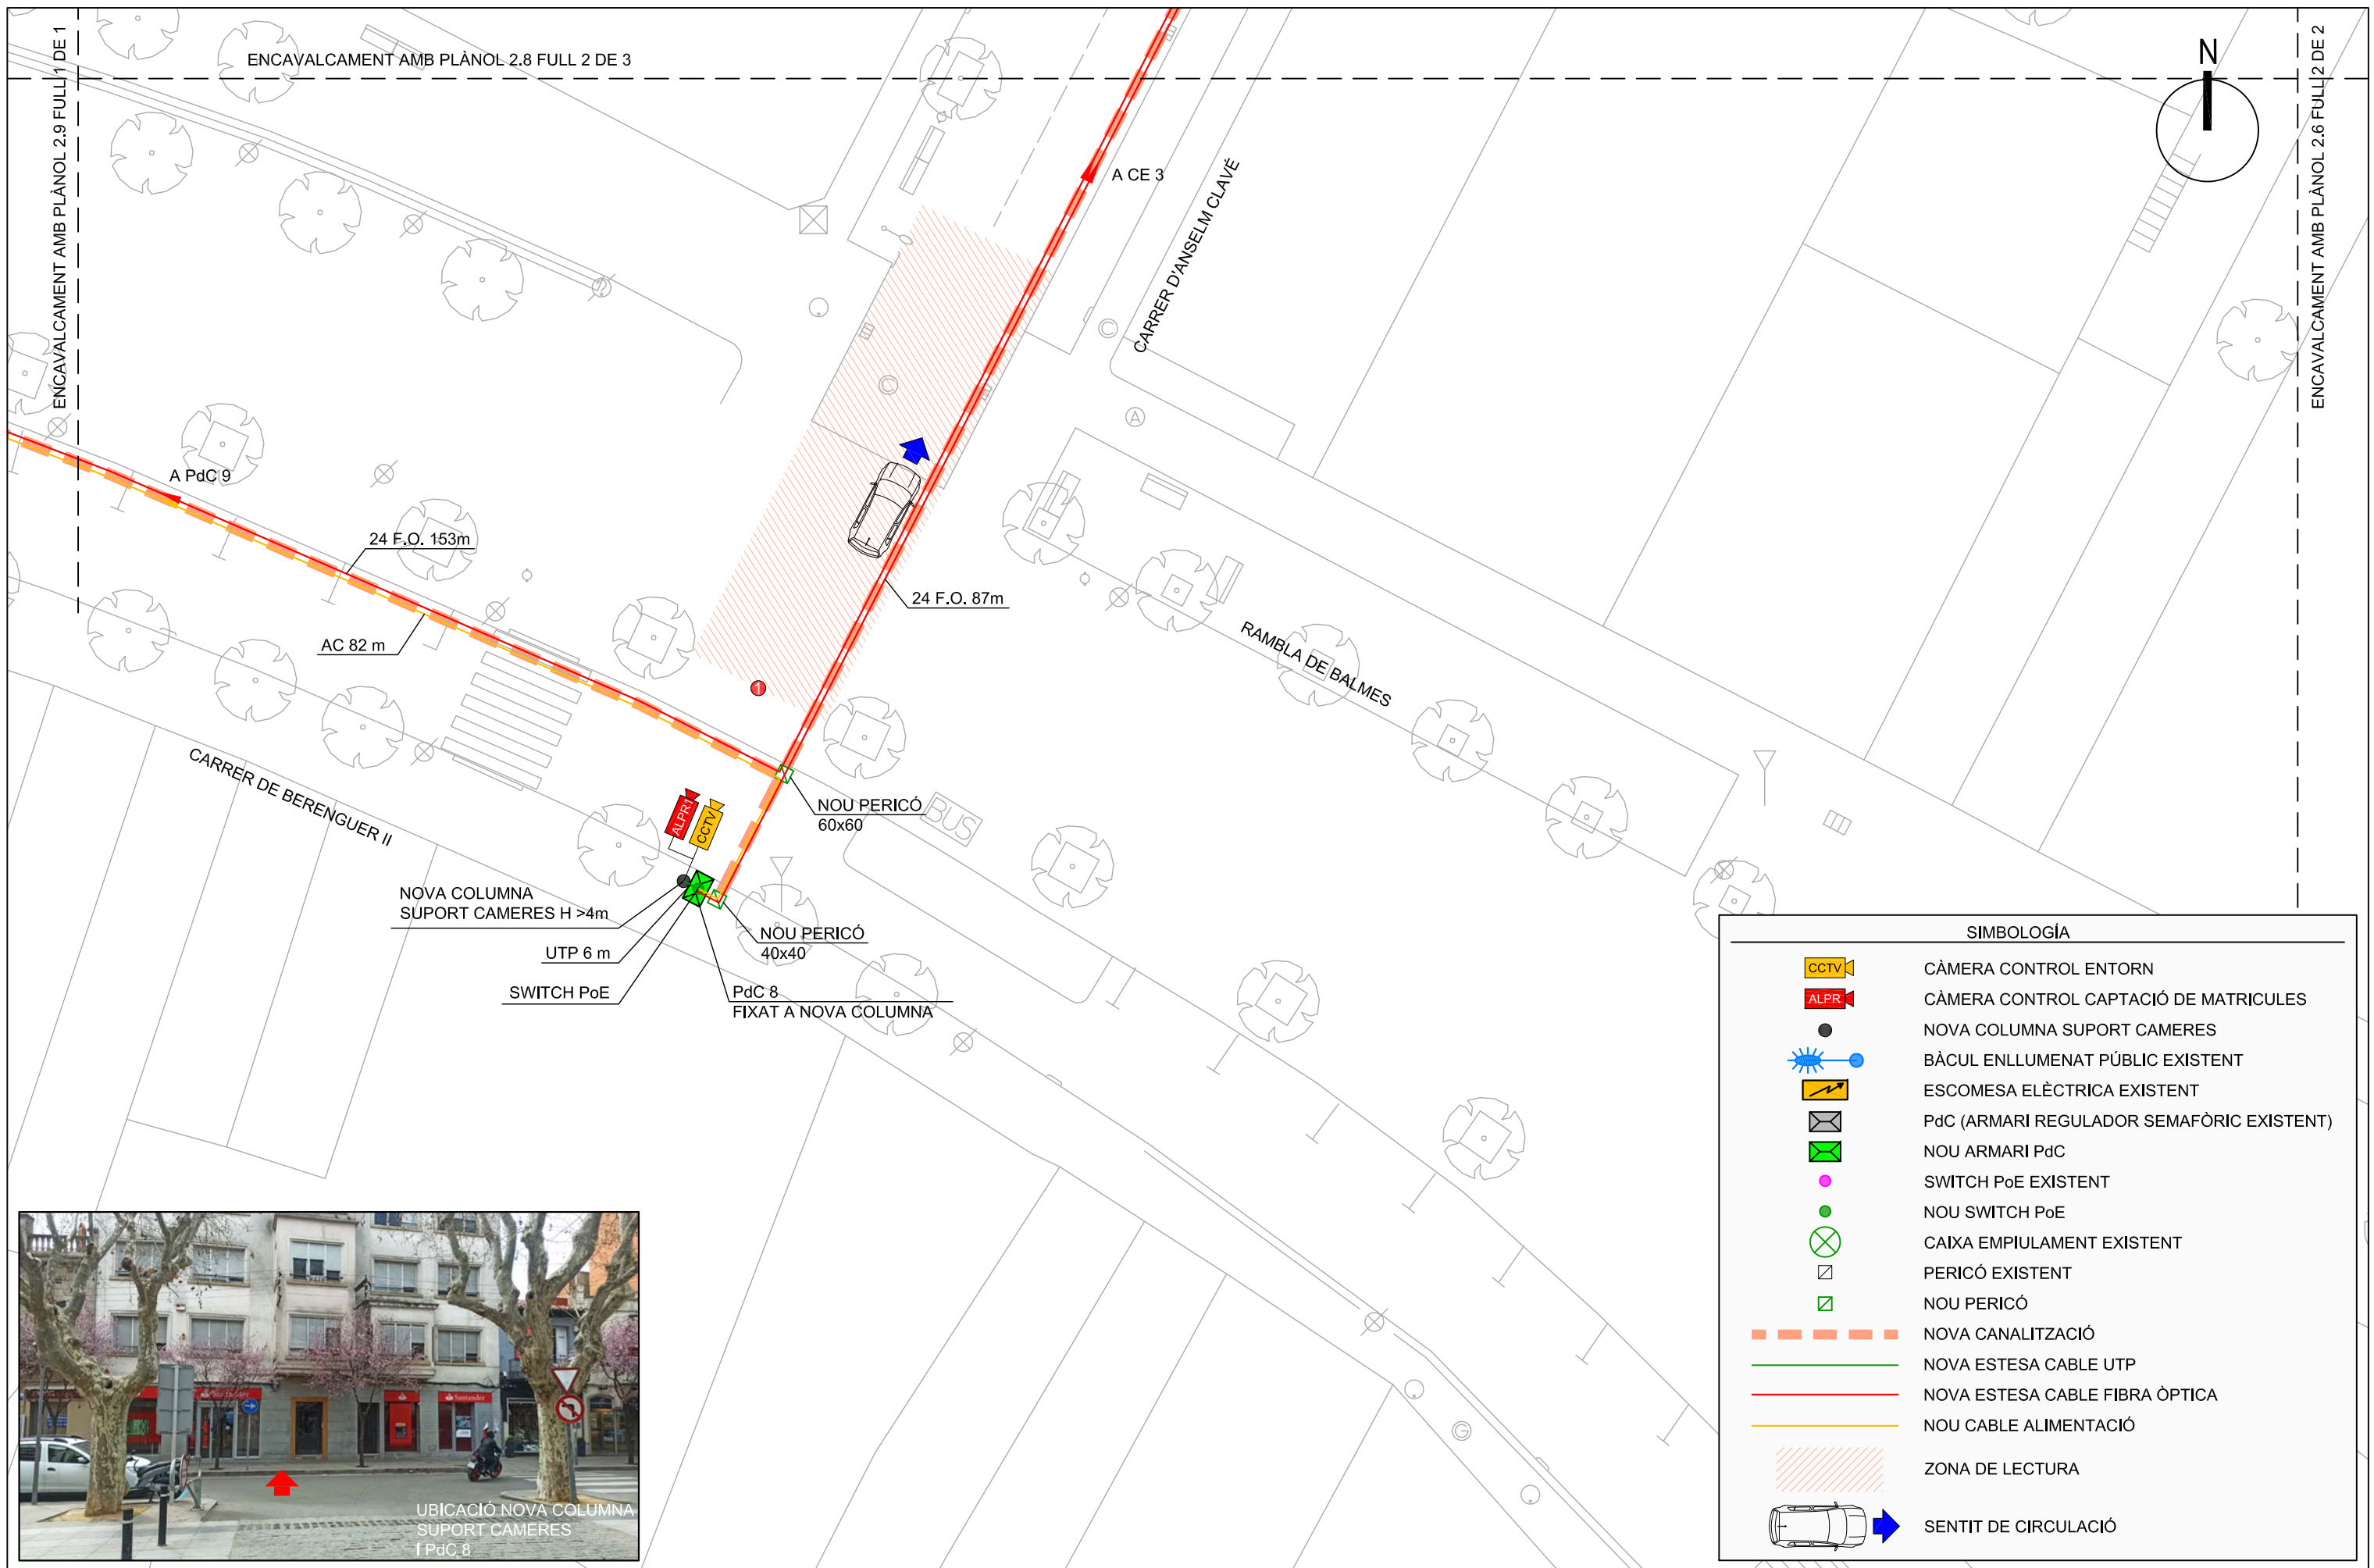 ENCAVALCAMENT AMB PLÀNOL 2.9 FULL 1 DE 1
ENCAVALCAMENT AMB PLÀNOL 2.8 FULL 2 DE 3
N
ENCAVALCAMENT AMB PLÀNOL 2.6 FULL 2 DE 2
A CE 3
CARRER D'ANSELM CLAVÉ
C
C
A
A PdC 9
24 F.O. 153m
24 F.O. 87m
AC 82 m
RAMBLA DE BALMES
1
CARRER DE BERENGUER II
ALPR1
CCTV
NOU PERICÓ
60x60
BUS
NOVA COLUMNA
SUPORT CAMERES H >4m
NOU PERICÓ
40x40
UTP 6 m
SWITCH PoE
PdC 8
FIXAT A NOVA COLUMNA
G
SIMBOLOGÍA
CCTV CÀMERA CONTROL ENTORN
ALPR CÀMERA CONTROL CAPTACIÓ DE MATRICULES
NOVA COLUMNA SUPORT CAMERES
BÀCUL ENLLUMENAT PÚBLIC EXISTENT
ESCOMESA ELÈCTRICA EXISTENT
PdC (ARMARI REGULADOR SEMAFÒRIC EXISTENT)
NOU ARMARI PdC
SWITCH PoE EXISTENT
NOU SWITCH PoE
CAIXA EMPIULAMENT EXISTENT
PERICÓ EXISTENT
NOU PERICÓ
NOVA CANALITZACIÓ
NOVA ESTESA CABLE UTP
NOVA ESTESA CABLE FIBRA ÒPTICA
NOU CABLE ALIMENTACIÓ
ZONA DE LECTURA
SENTIT DE CIRCULACIÓ
Santander
Santander
UBICACIÓ NOVA COLUMNA
SUPORT CAMERES
I PdC 8